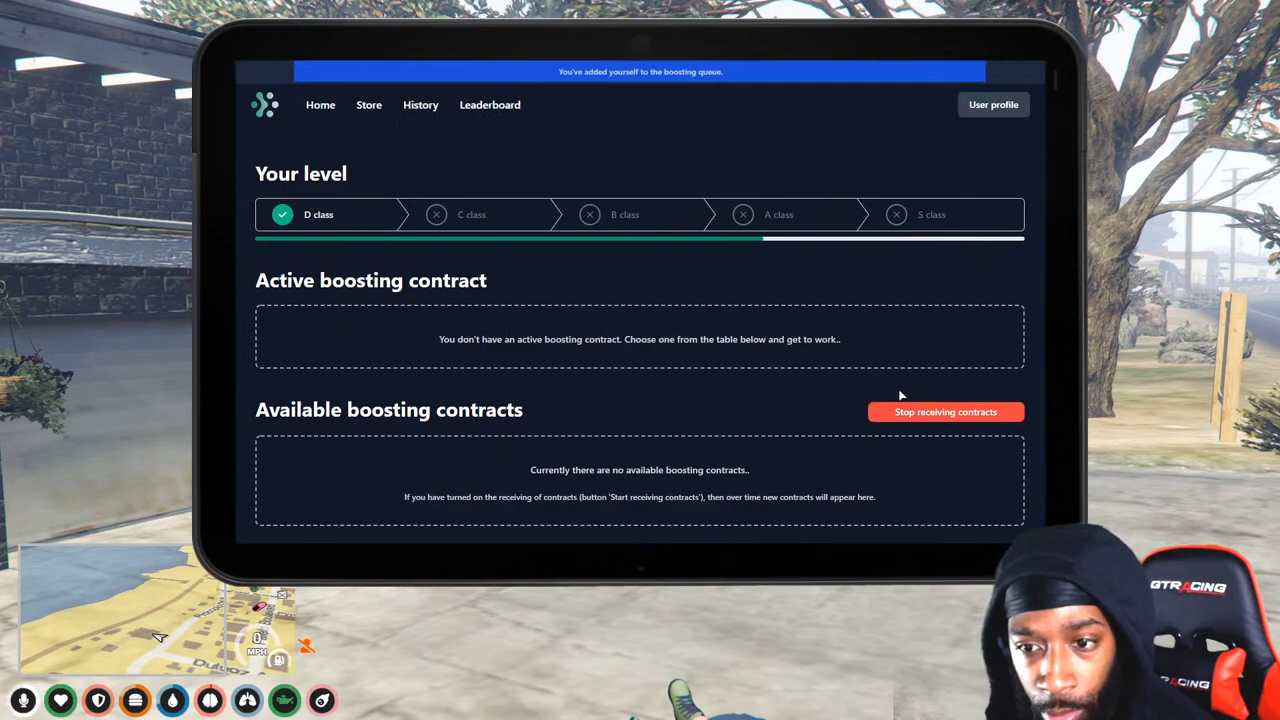 You've added yourself to the boosting queue.
Home Store History Leaderboard User profile
Your level
D class C class B class A class S class
Active boosting contract
You don't have an active boosting contract. Choose one from the table below and get to work..
Available boosting contracts
Stop receiving contracts
Currently there are no available boosting contracts..
If you have turned on the receiving of contracts (button 'Start receiving contracts'), then over time new contracts will appear here.
0
MPH
GTRACING